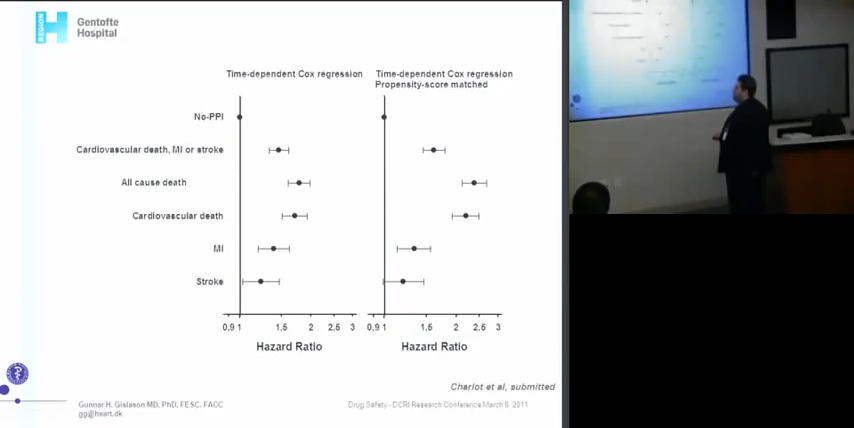 REGION
Gentofte
Hospital
Time-dependent Cox regression
Time-dependent Cox regression
Propensity-score matched
No-PPI
Cardiovascular death, MI or stroke
All cause death
Cardiovascular death
MI
Stroke
0,9 1 1,5 2 2,5 3
0,9 1 1,5 2 2,5 3
Hazard Ratio
Hazard Ratio
Charlot et al, submitted
Gunnar H. Gislason MD, PhD, FESC, FACC
gg@heart.dk
Drug Safety - DCRI Research Conference March 8, 2011